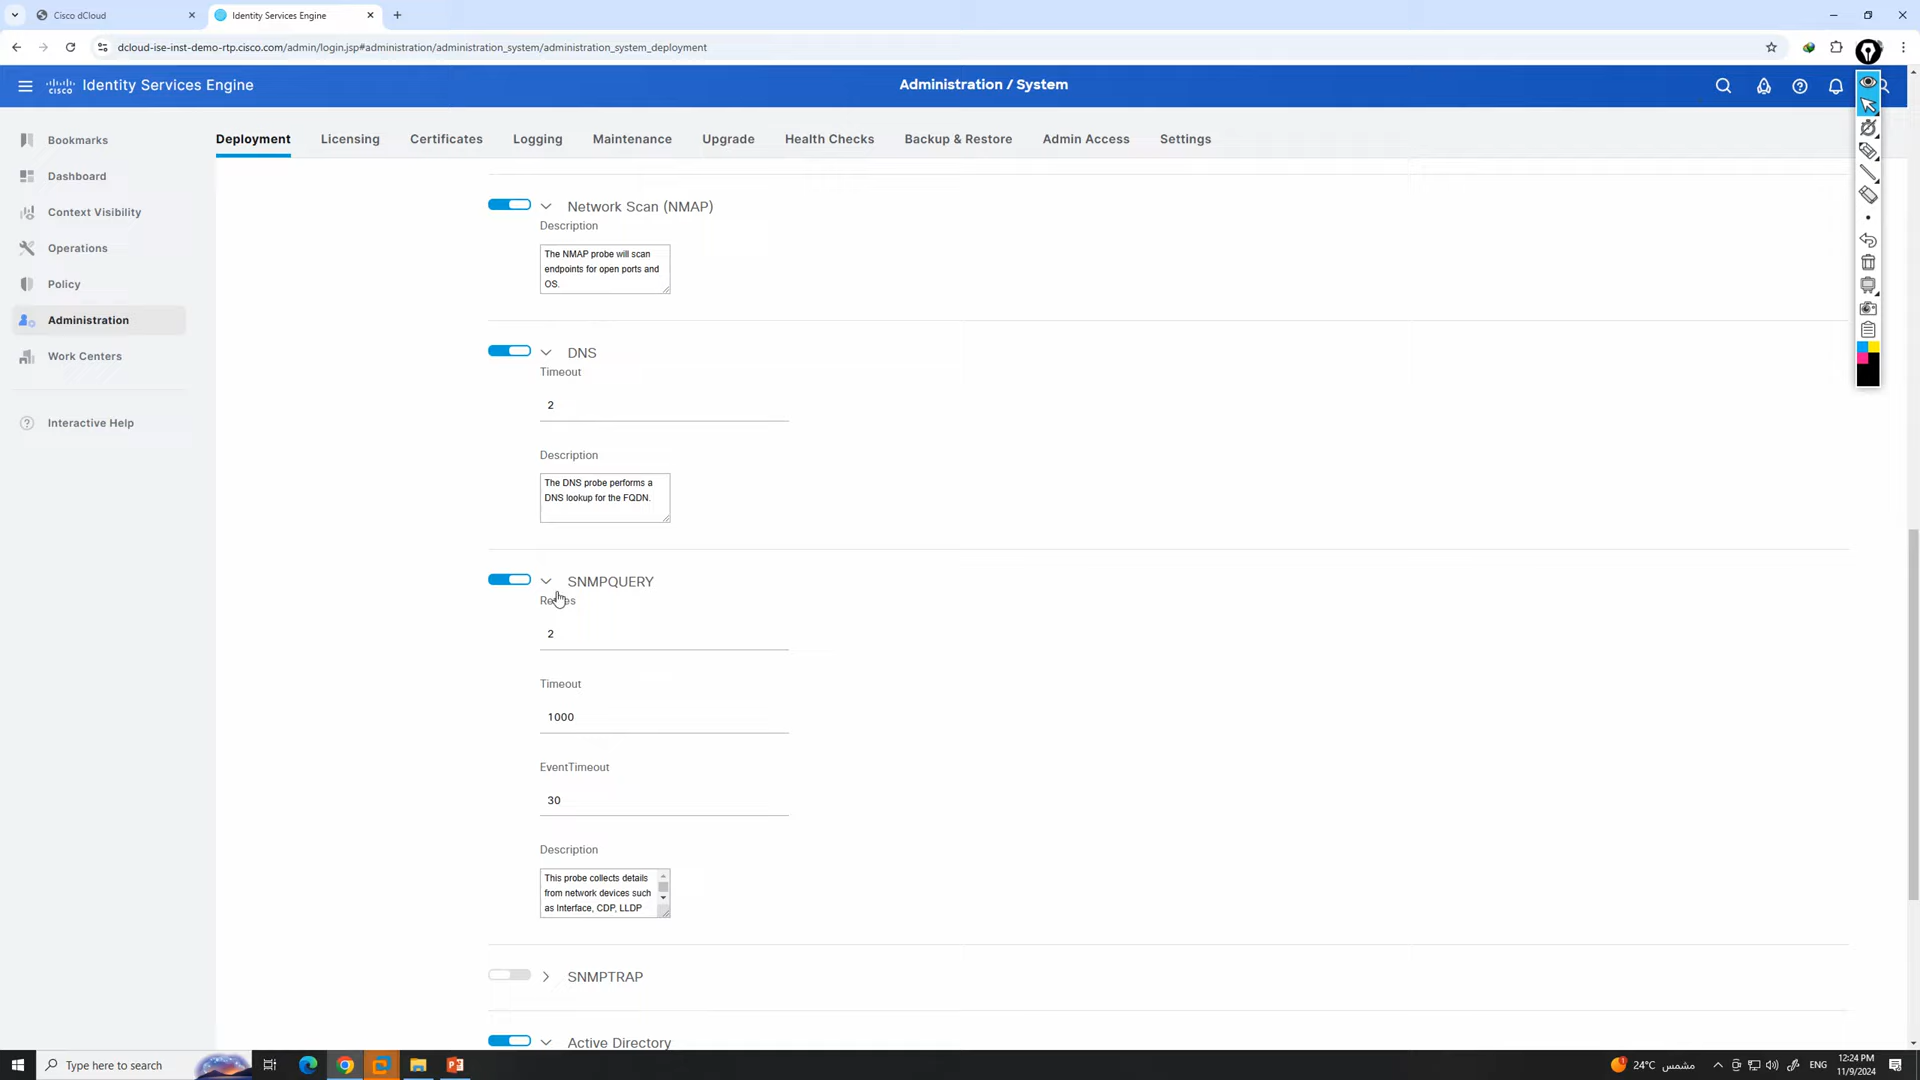 Cisco dCloud
Identity Services Engine
dcloud-ise-inst-demo-rtp.cisco.com/admin/login.jsp#administration/administration_system/administration_system_deployment
cisco Identity Services Engine
Administration / System
Bookmarks
Dashboard
Context Visibility
Operations
Policy
Administration
Work Centers
Interactive Help
Deployment Licensing Certificates Logging Maintenance Upgrade Health Checks Backup & Restore Admin Access Settings
Network Scan (NMAP)
Description
The NMAP probe will scan
endpoints for open ports and
OS.
DNS
Timeout
2
Description
The DNS probe performs a
DNS lookup for the FQDN.
SNMPQUERY
2
Timeout
1000
EventTimeout
30
Description
This probe collects details
from network devices such
as Interface, CDP, LLDP
SNMPTRAP
Active Directory
Type here to search
24°C مشمس
ENG
12:24 PM
11/9/2024